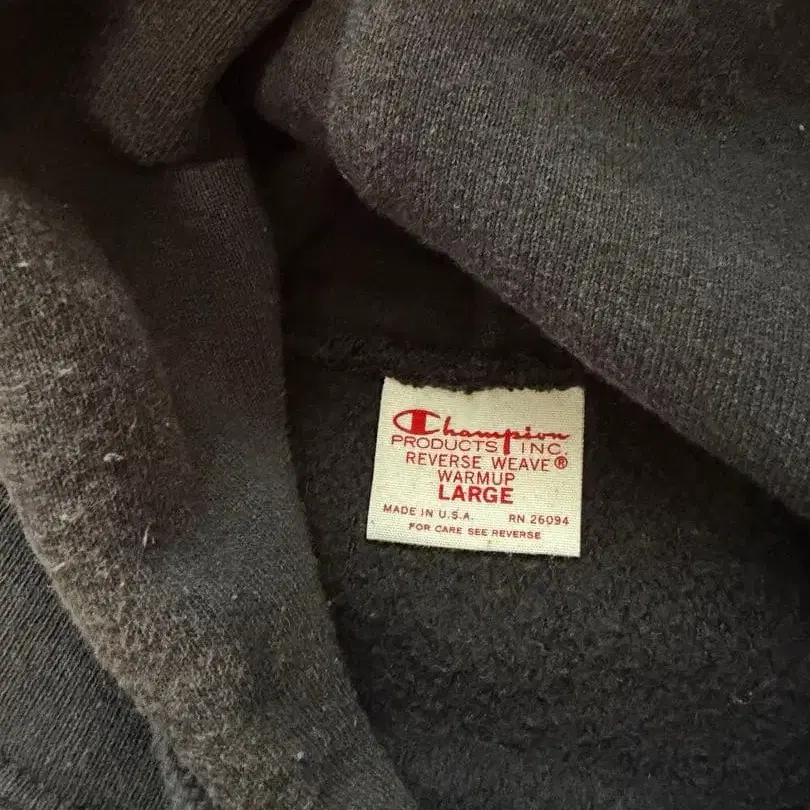 Champion
PRODUCTS INC.
REVERSE WEAVE®
WARMUP
LARGE
MADE IN U.S.A. RN 26094
FOR CARE SEE REVERSE